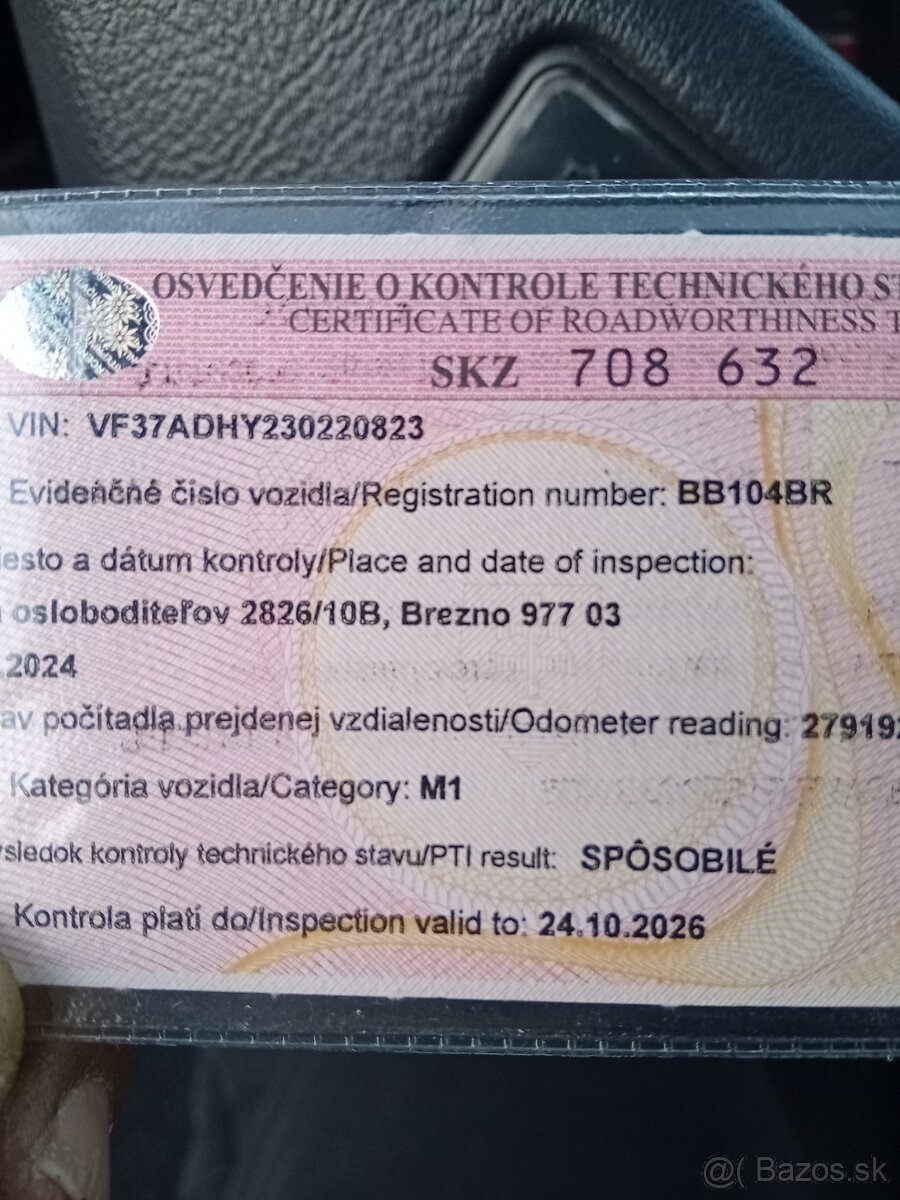 OSVEDČENIE O KONTROLE TECHNICKÉHO
CERTIFICATE OF ROADWORTHINESS
SKZ 708 632
VIN: VF37ADHY230220823
Evidenčné číslo vozidla/Registration number: BB104BR
iesto a dátum kontroly/Place and date of inspection:
osloboditeľov 2826/10B, Brezno 977 03
.2024
av počítadla prejdenej vzdialenosti/Odometer reading: 27919
Kategória vozidla/Category: M1
sledok kontroly technického stavu/PTI result: SPÔSOBILÉ
Kontrola platí do/Inspection valid to: 24.10.2026
@( Bazos.sk